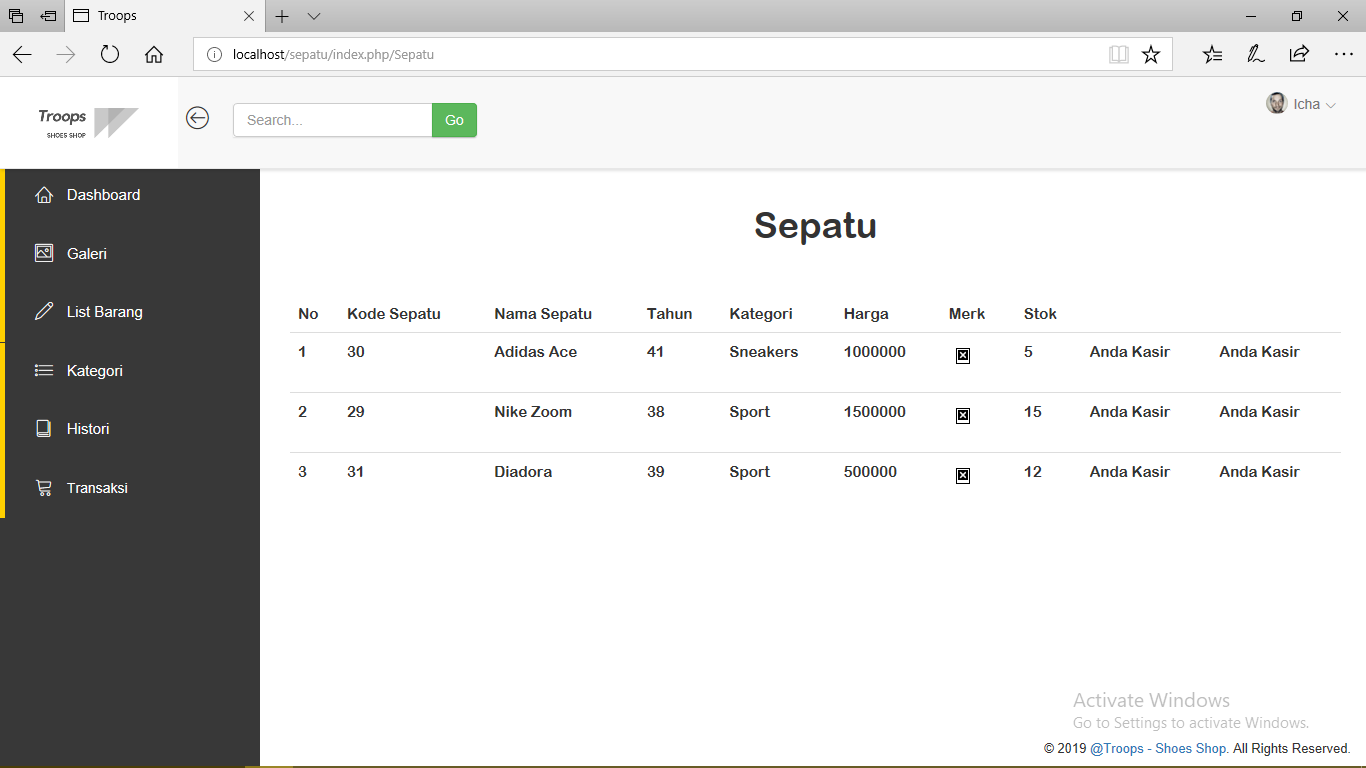 Troops
localhost/sepatu/index.php/Sepatu
Troops
SHOES SHOP
Search...
Go
Icha
Dashboard
Galeri
List Barang
Kategori
Histori
Transaksi
Sepatu
No Kode Sepatu Nama Sepatu Tahun Kategori Harga Merk Stok
1 30 Adidas Ace 41 Sneakers 1000000 5 Anda Kasir Anda Kasir
2 29 Nike Zoom 38 Sport 1500000 15 Anda Kasir Anda Kasir
3 31 Diadora 39 Sport 500000 12 Anda Kasir Anda Kasir
Activate Windows
Go to Settings to activate Windows.
© 2019 @Troops - Shoes Shop. All Rights Reserved.